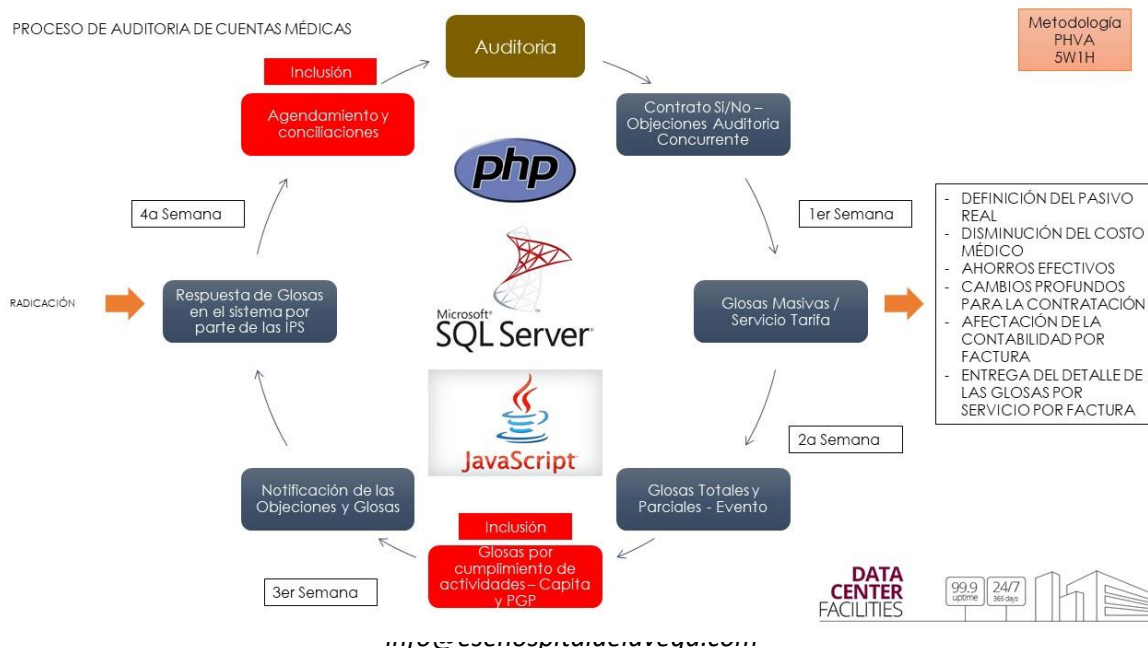 PROCESO DE AUDITORIA DE CUENTAS MÉDICAS
Auditoria
Metodología
PHVA
5W1H
Inclusión
Agendamiento y
conciliaciones
Contrato Si/No –
Objeciones Auditoria
Concurrente
php
4a Semana
1er Semana
- DEFINICIÓN DEL PASIVO
REAL
- DISMINUCIÓN DEL COSTO
MÉDICO
- AHORROS EFECTIVOS
- CAMBIOS PROFUNDOS
PARA LA CONTRATACIÓN
- AFECTACIÓN DE LA
CONTABILIDAD POR
FACTURA
- ENTREGA DEL DETALLE DE
LAS GLOSAS POR
SERVICIO POR FACTURA
RADICACIÓN
Respuesta de Glosas
en el sistema por
parte de las IPS
Microsoft®
SQL Server®
Glosas Masivas /
Servicio Tarifa
JavaScript
2a Semana
Notificación de las
Objeciones y Glosas
Glosas Totales y
Parciales - Evento
Inclusión
Glosas por
cumplimiento de
actividades – Capita
y PGP
3er Semana
DATA
CENTER
FACILITIES
99.9
uptime
24/7
365 days